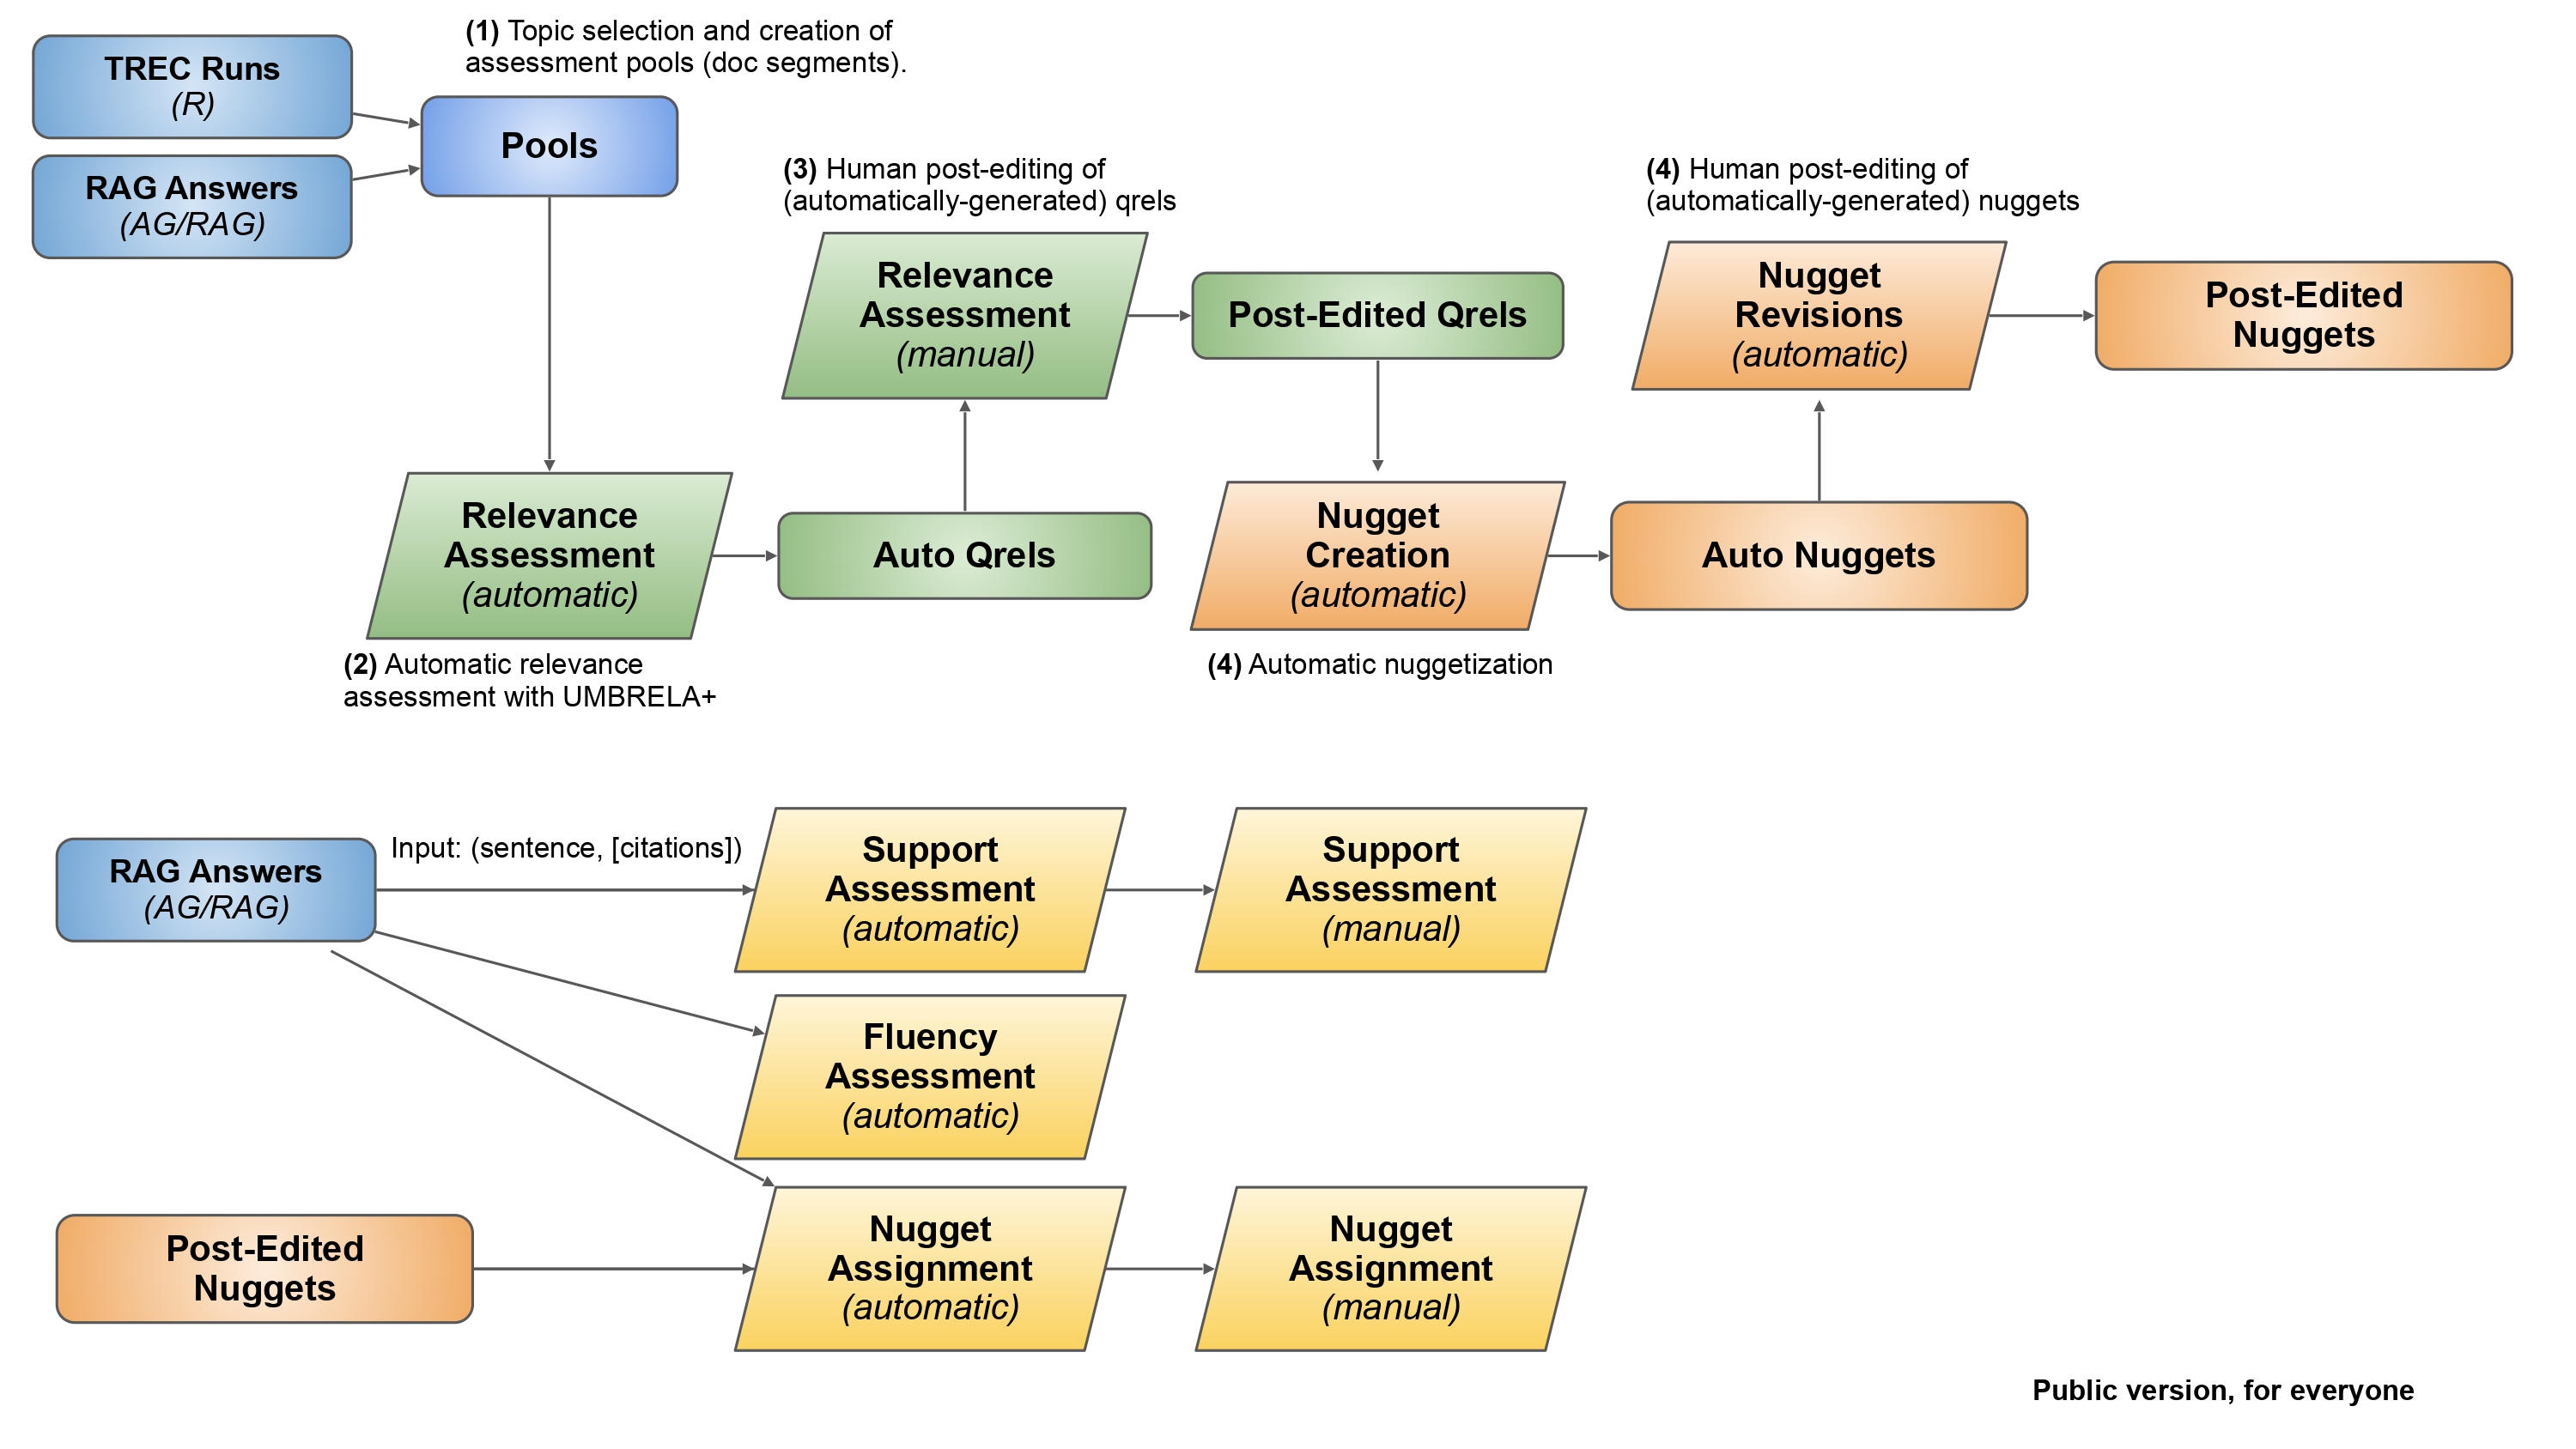 TREC Runs
(R)
RAG Answers
(AG/RAG)
(1) Topic selection and creation of
assessment pools (doc segments).
Pools
(3) Human post-editing of
(automatically-generated) qrels
Relevance
Assessment
(manual)
Post-Edited Qrels
(4) Human post-editing of
(automatically-generated) nuggets
Nugget
Revisions
(automatic)
Post-Edited
Nuggets
Relevance
Assessment
(automatic)
(2) Automatic relevance
assessment with UMBRELA+
Auto Qrels
Nugget
Creation
(automatic)
(4) Automatic nuggetization
Auto Nuggets
RAG Answers
(AG/RAG)
Input: (sentence, [citations])
Support
Assessment
(automatic)
Support
Assessment
(manual)
Fluency
Assessment
(automatic)
Post-Edited
Nuggets
Nugget
Assignment
(automatic)
Nugget
Assignment
(manual)
Public version, for everyone